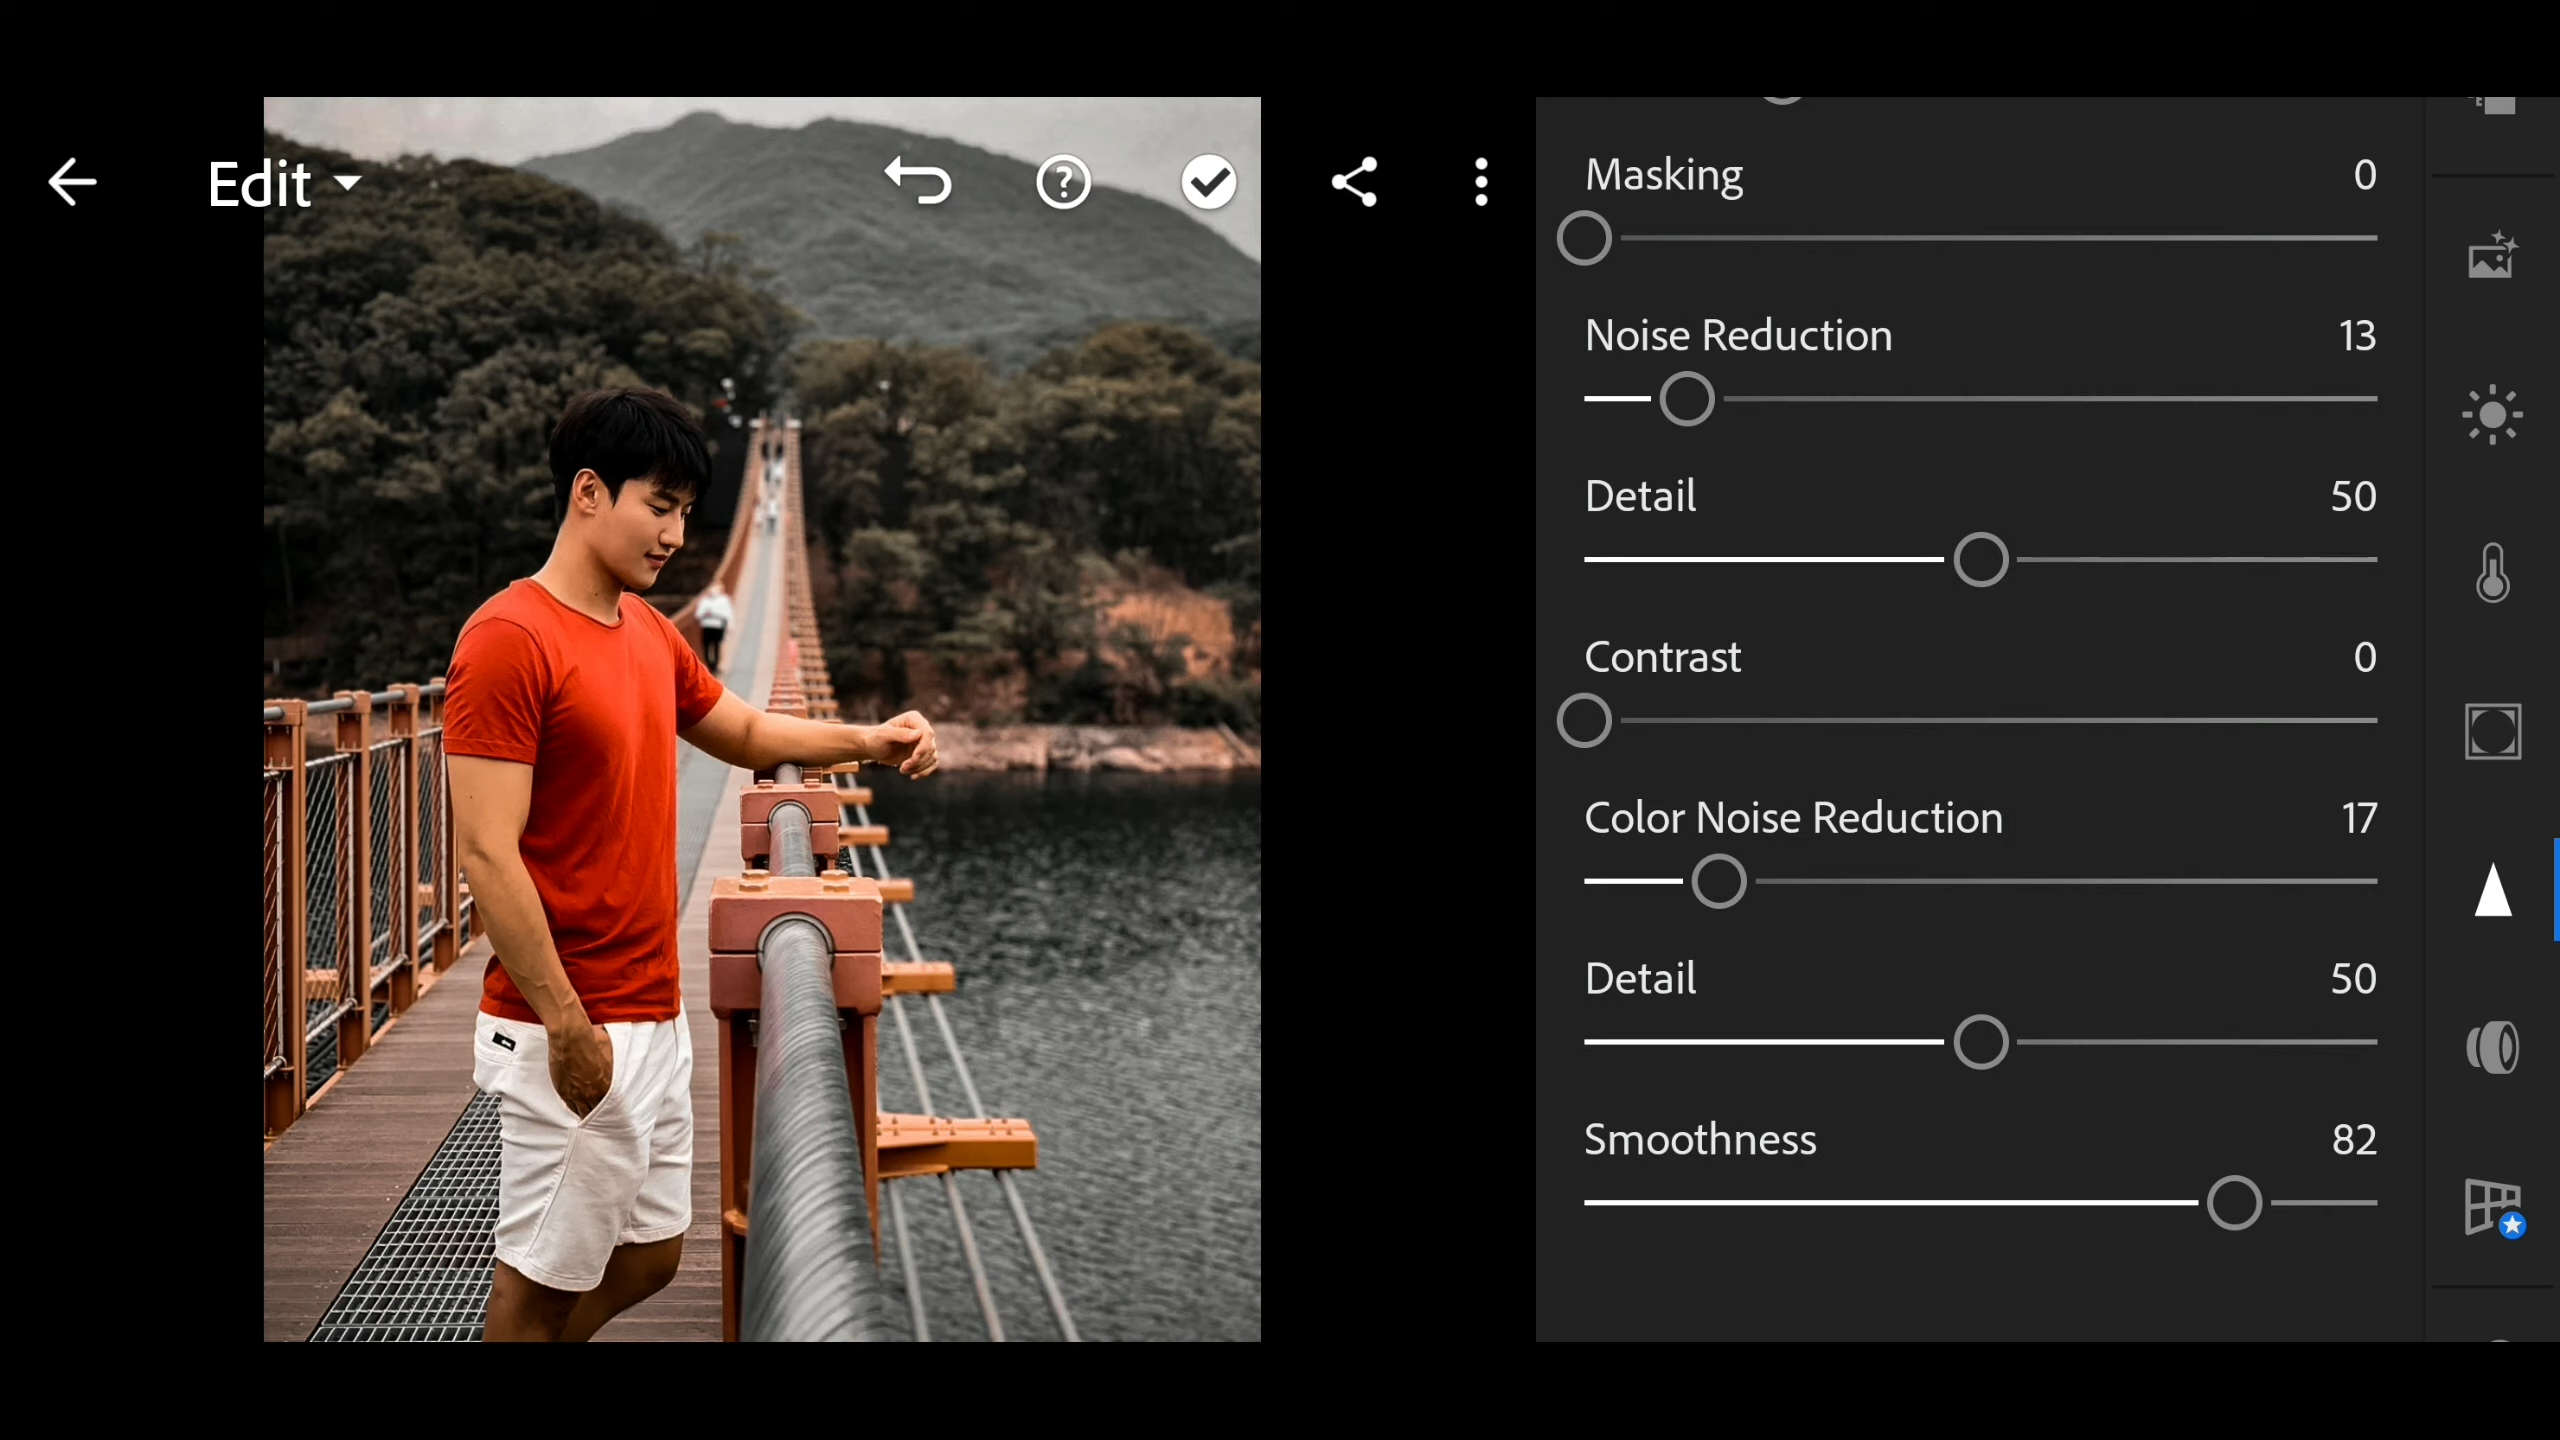 Edit
Masking 0
Noise Reduction 13
Detail 50
Contrast 0
Color Noise Reduction 17
Detail 50
Smoothness 82